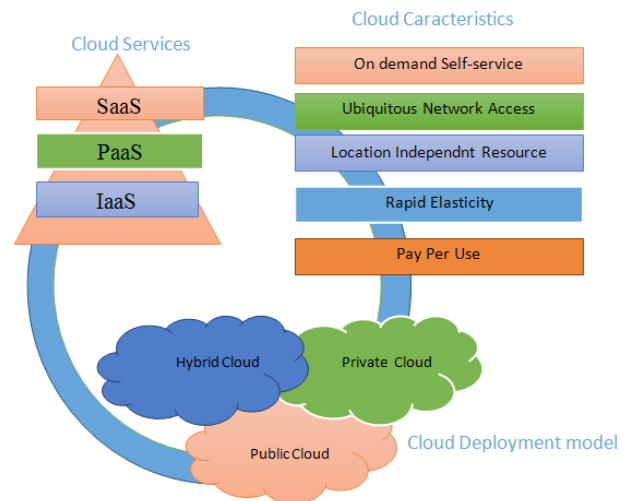 Cloud Services
SaaS
PaaS
IaaS
Cloud Caracteristics
On demand Self-service
Ubiquitous Network Access
Location Independnt Resource
Rapid Elasticity
Pay Per Use
Hybrid Cloud
Private Cloud
Public Cloud
Cloud Deployment model